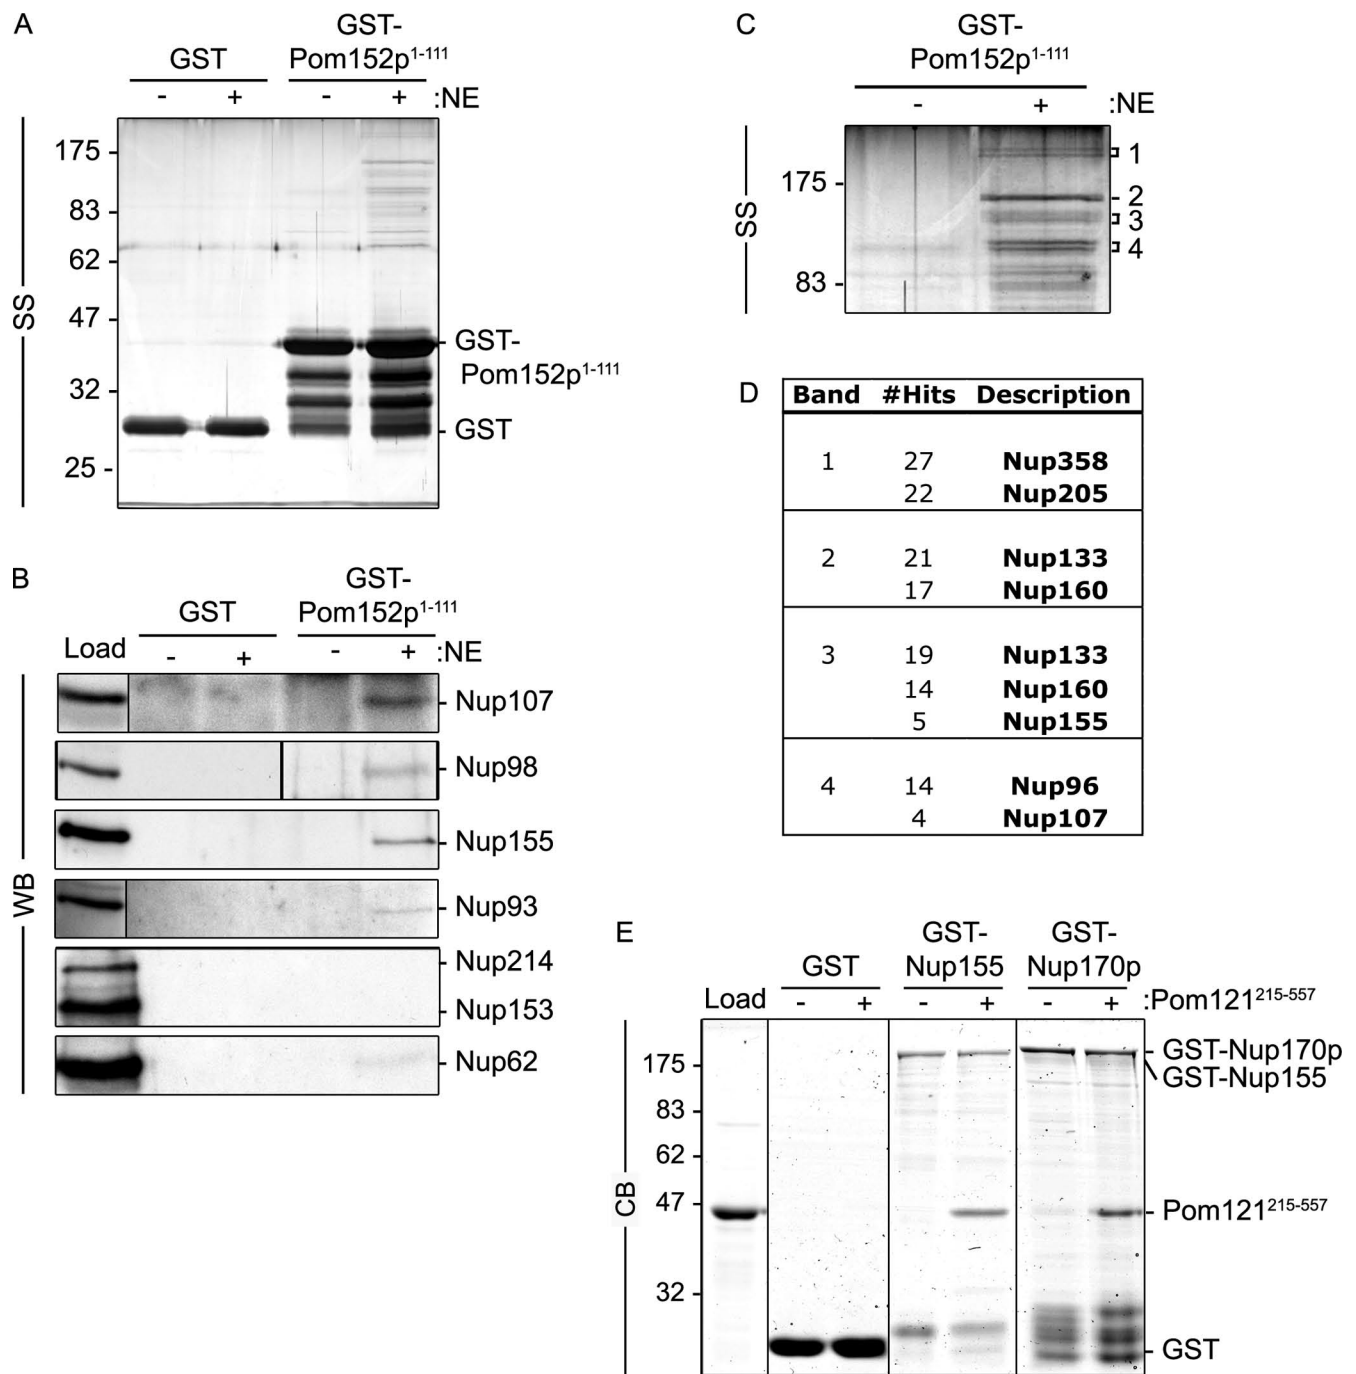 A
GST-
GST Pom152p¹⁻¹¹¹
- + - + :NE
SS
175 -
83 -
62 -
47 -
32 -
25 -
GST-
Pom152p¹⁻¹¹¹
GST
B
GST-
GST Pom152p¹⁻¹¹¹
Load - + - + :NE
WB
Nup107
Nup98
Nup155
Nup93
Nup214
Nup153
Nup62
C
GST-
Pom152p¹⁻¹¹¹
- + :NE
SS
175 -
83 -
1
2
3
4
D
Band #Hits Description
1 27 Nup358
22 Nup205
2 21 Nup133
17 Nup160
3 19 Nup133
14 Nup160
5 Nup155
4 14 Nup96
4 Nup107
E
GST- GST-
GST Nup155 Nup170p
Load - + - + - + :Pom121²¹⁵⁻⁵⁵⁷
CB
175 -
83 -
62 -
47 -
32 -
GST-Nup170p
GST-Nup155
Pom121²¹⁵⁻⁵⁵⁷
GST